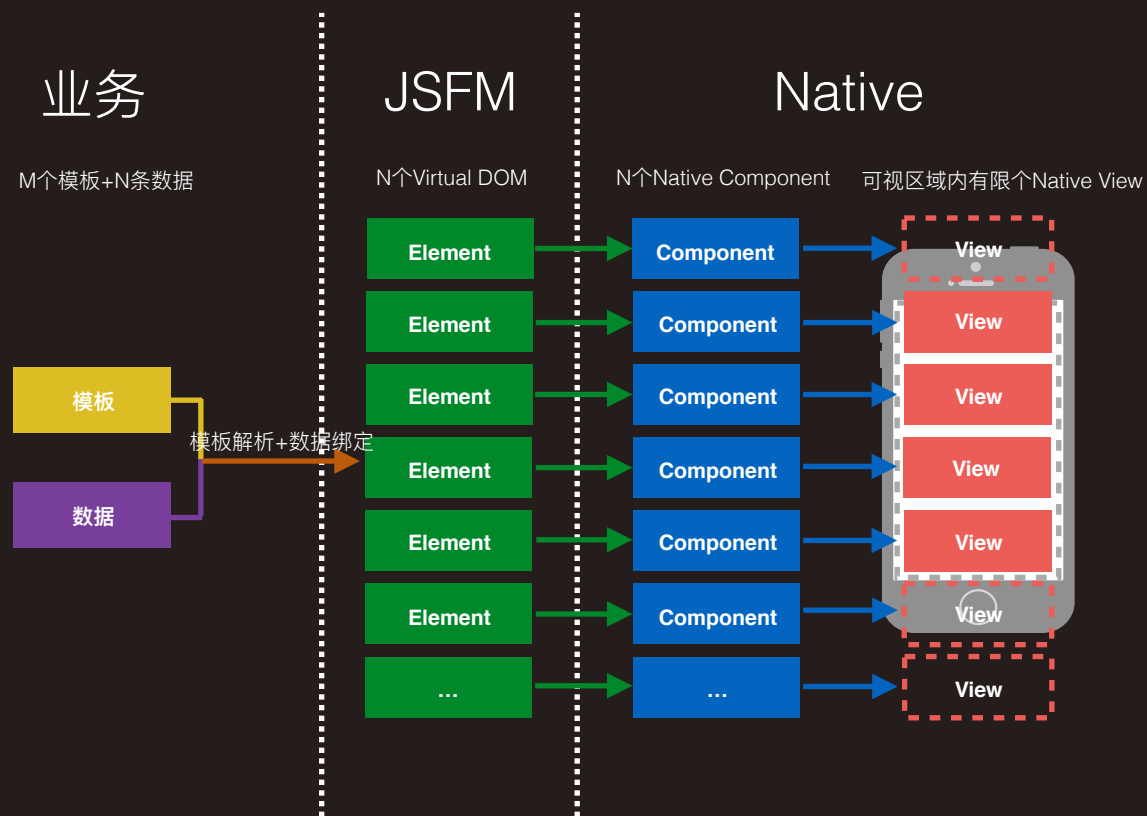 业务
JSFM
Native
M个模板+N条数据
N个Virtual DOM
N个Native Component
可视区域内有限个Native View
Element
Component
View
Element
Component
View
Element
Component
View
模板
模板解析+数据绑定
Element
Component
View
数据
Element
Component
View
Element
Component
View
...
...
View